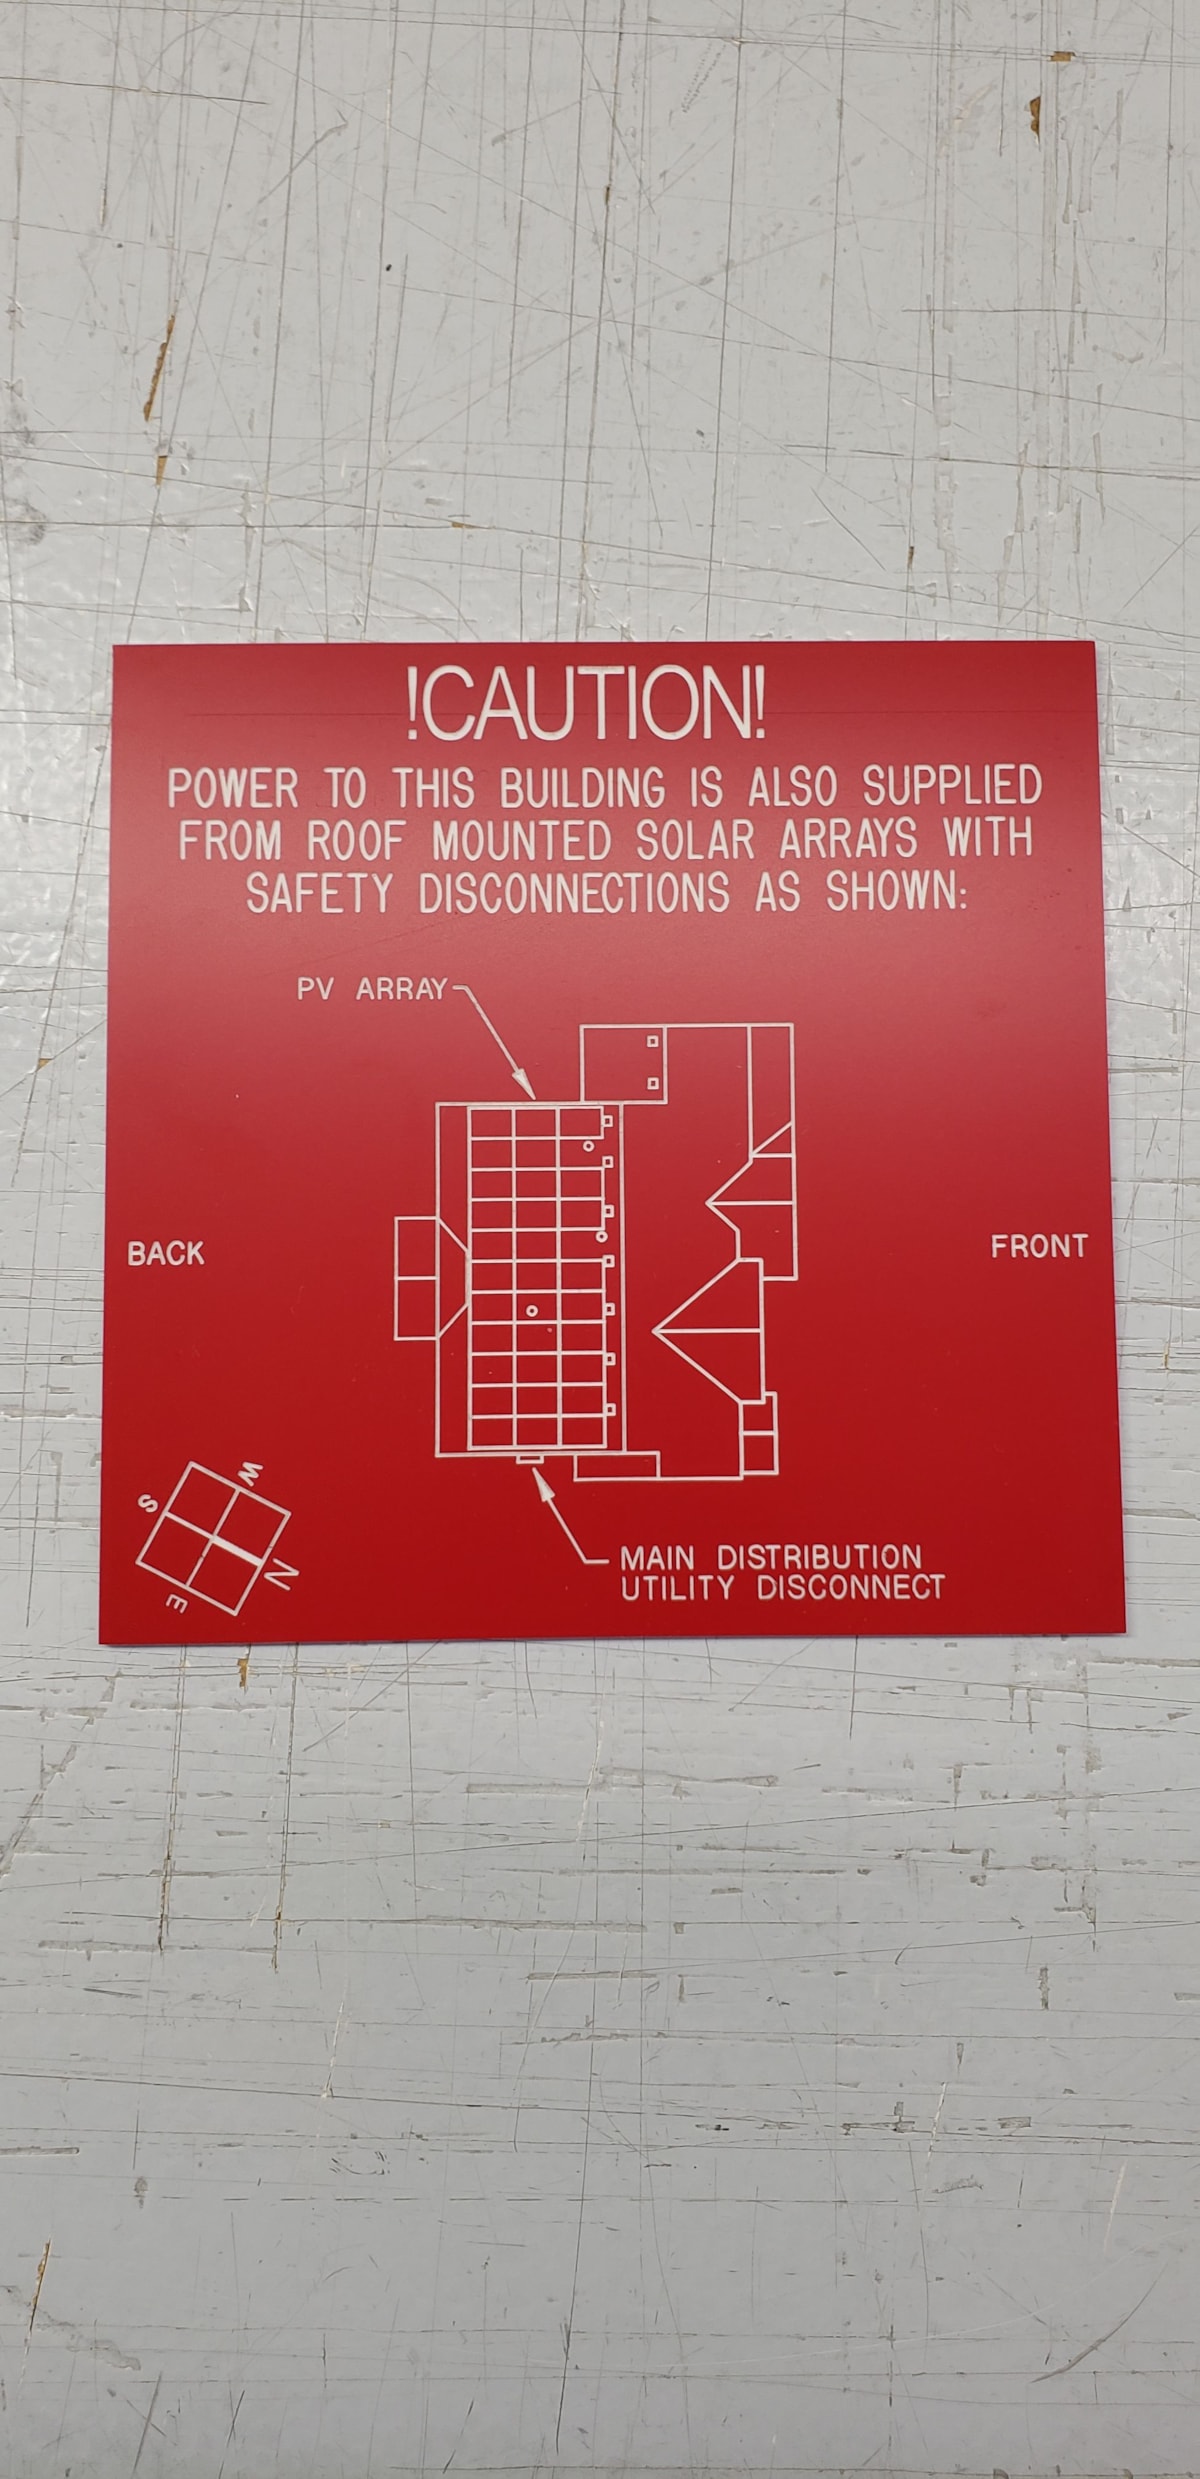 !CAUTION!
POWER TO THIS BUILDING IS ALSO SUPPLIED
FROM ROOF MOUNTED SOLAR ARRAYS WITH
SAFETY DISCONNECTIONS AS SHOWN:
PV ARRAY
BACK
FRONT
W
S
N
E
MAIN DISTRIBUTION
UTILITY DISCONNECT